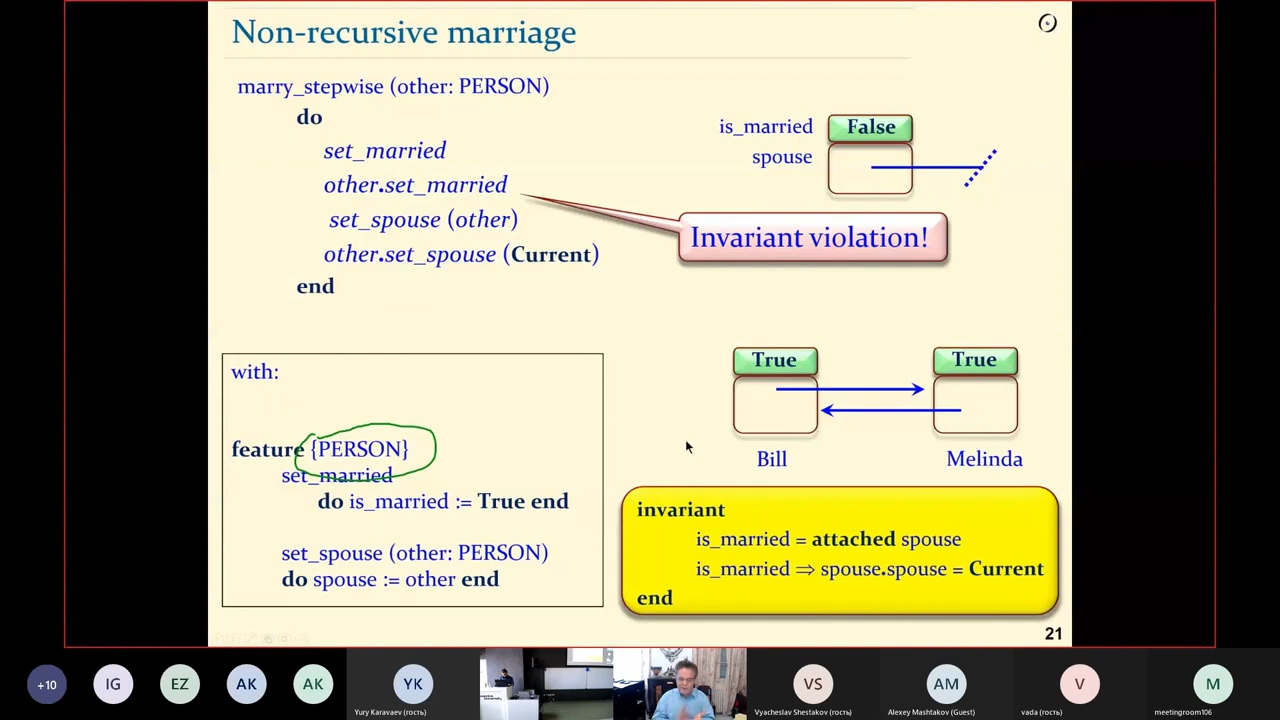 Non-recursive marriage
marry_stepwise (other: PERSON)
do
set_married
other.set_married
set_spouse (other)
other.set_spouse (Current)
end
is_married
False
spouse
Invariant violation!
with:
feature {PERSON}
set_married
do is_married := True end
set_spouse (other: PERSON)
do spouse := other end
True
True
Bill
Melinda
invariant
is_married = attached spouse
is_married ⇒ spouse.spouse = Current
end
21
+10
IG
EZ
AK
AK
YK
Yury Karavaev (гость)
VS
Vyacheslav Shestakov (гость)
AM
Alexey Mashtakov (Guest)
V
vada (гость)
M
meetingroom106